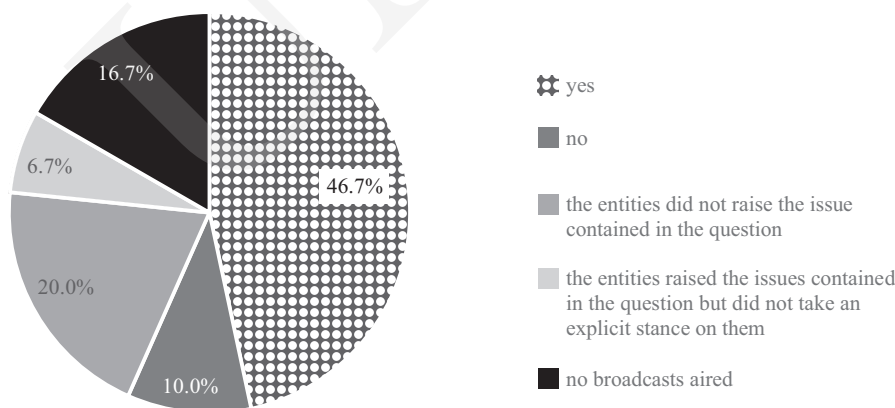 16.7%
6.7%
46.7%
20.0%
10.0%
yes
no
the entities did not raise the issue
contained in the question
the entities raised the issues contained
in the question but did not take an
explicit stance on them
no broadcasts aired